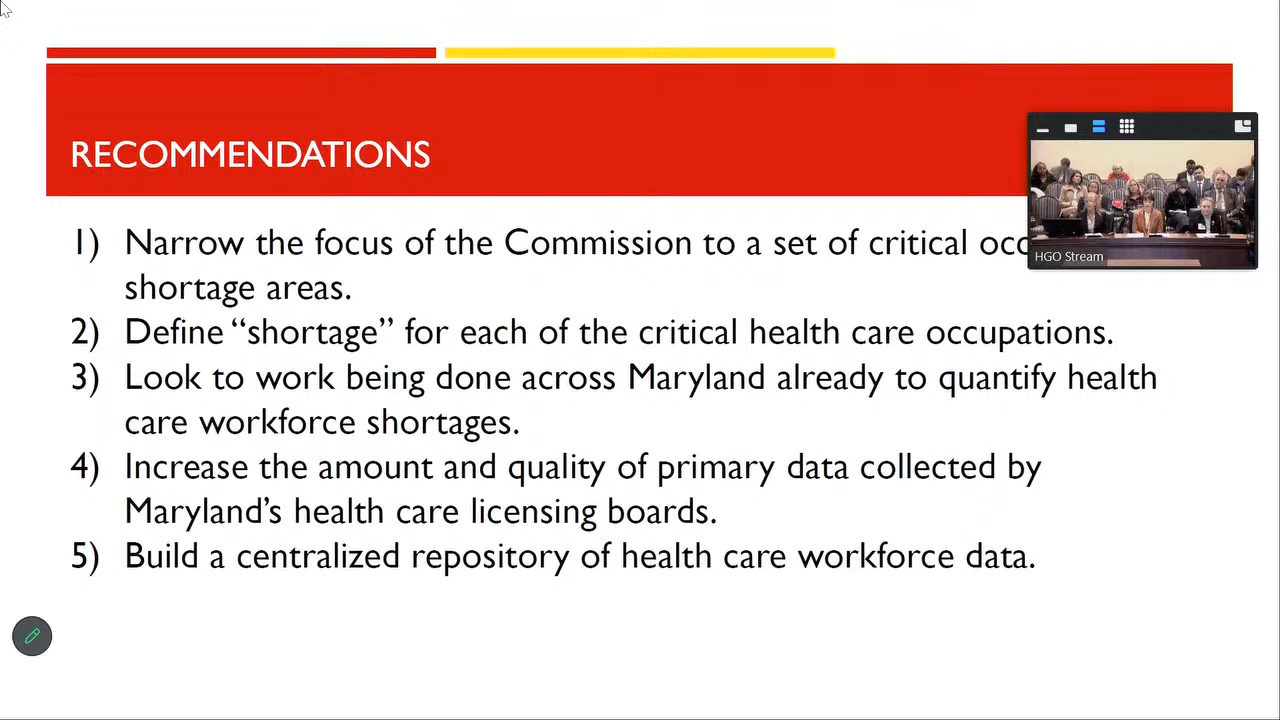 RECOMMENDATIONS
1) Narrow the focus of the Commission to a set of critical
shortage areas.
2) Define “shortage” for each of the critical health care occupations.
3) Look to work being done across Maryland already to quantify health
care workforce shortages.
4) Increase the amount and quality of primary data collected by
Maryland’s health care licensing boards.
5) Build a centralized repository of health care workforce data.
HGO Stream